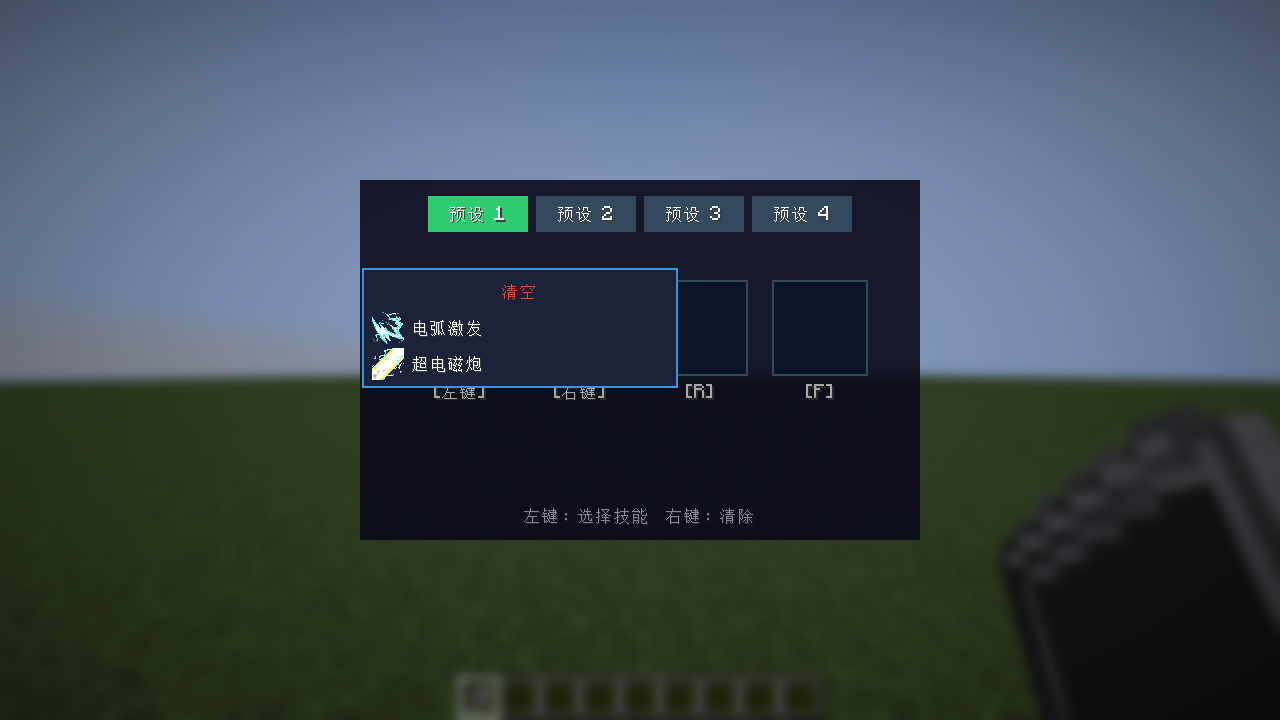 预设 1 预设 2 预设 3 预设 4
清空
电弧激发
超电磁炮
[左键] [右键] [R] [F]
左键：选择技能 右键：清除